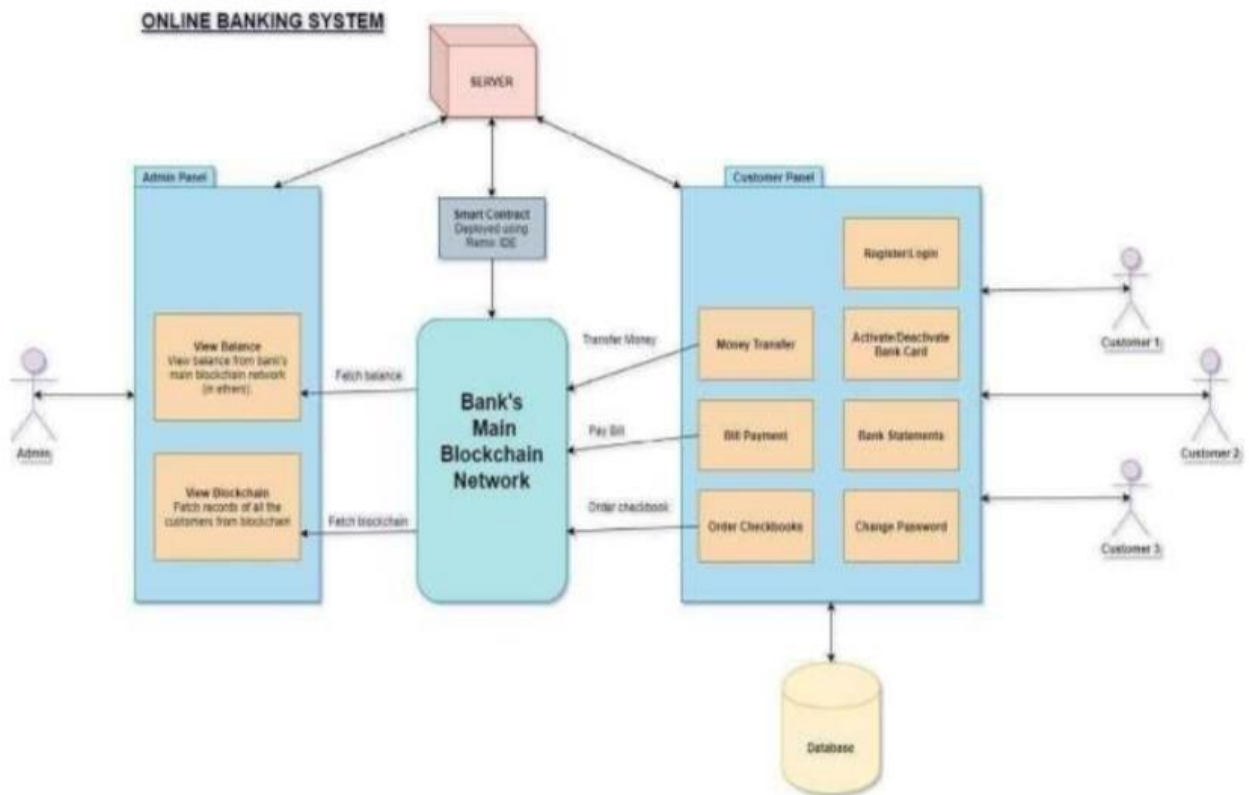 ONLINE BANKING SYSTEM
SERVER
Admin Panel
Customer Panel
Smart Contract
Deployed using
Remix IDE
Register/Login
View Balance
View balance from bank's
main blockchain network
(in ethers)
Fetch balance
Transfer Money
Money Transfer
Activate/Deactivate
Bank Card
Customer 1
Admin
Bank's
Main
Blockchain
Network
Pay Bill
Bill Payment
Bank Statements
Customer 2
View Blockchain
Fetch records of all the
customers from blockchain
Fetch blockchain
Order checkbook
Order Checkbooks
Change Password
Customer 3
Database